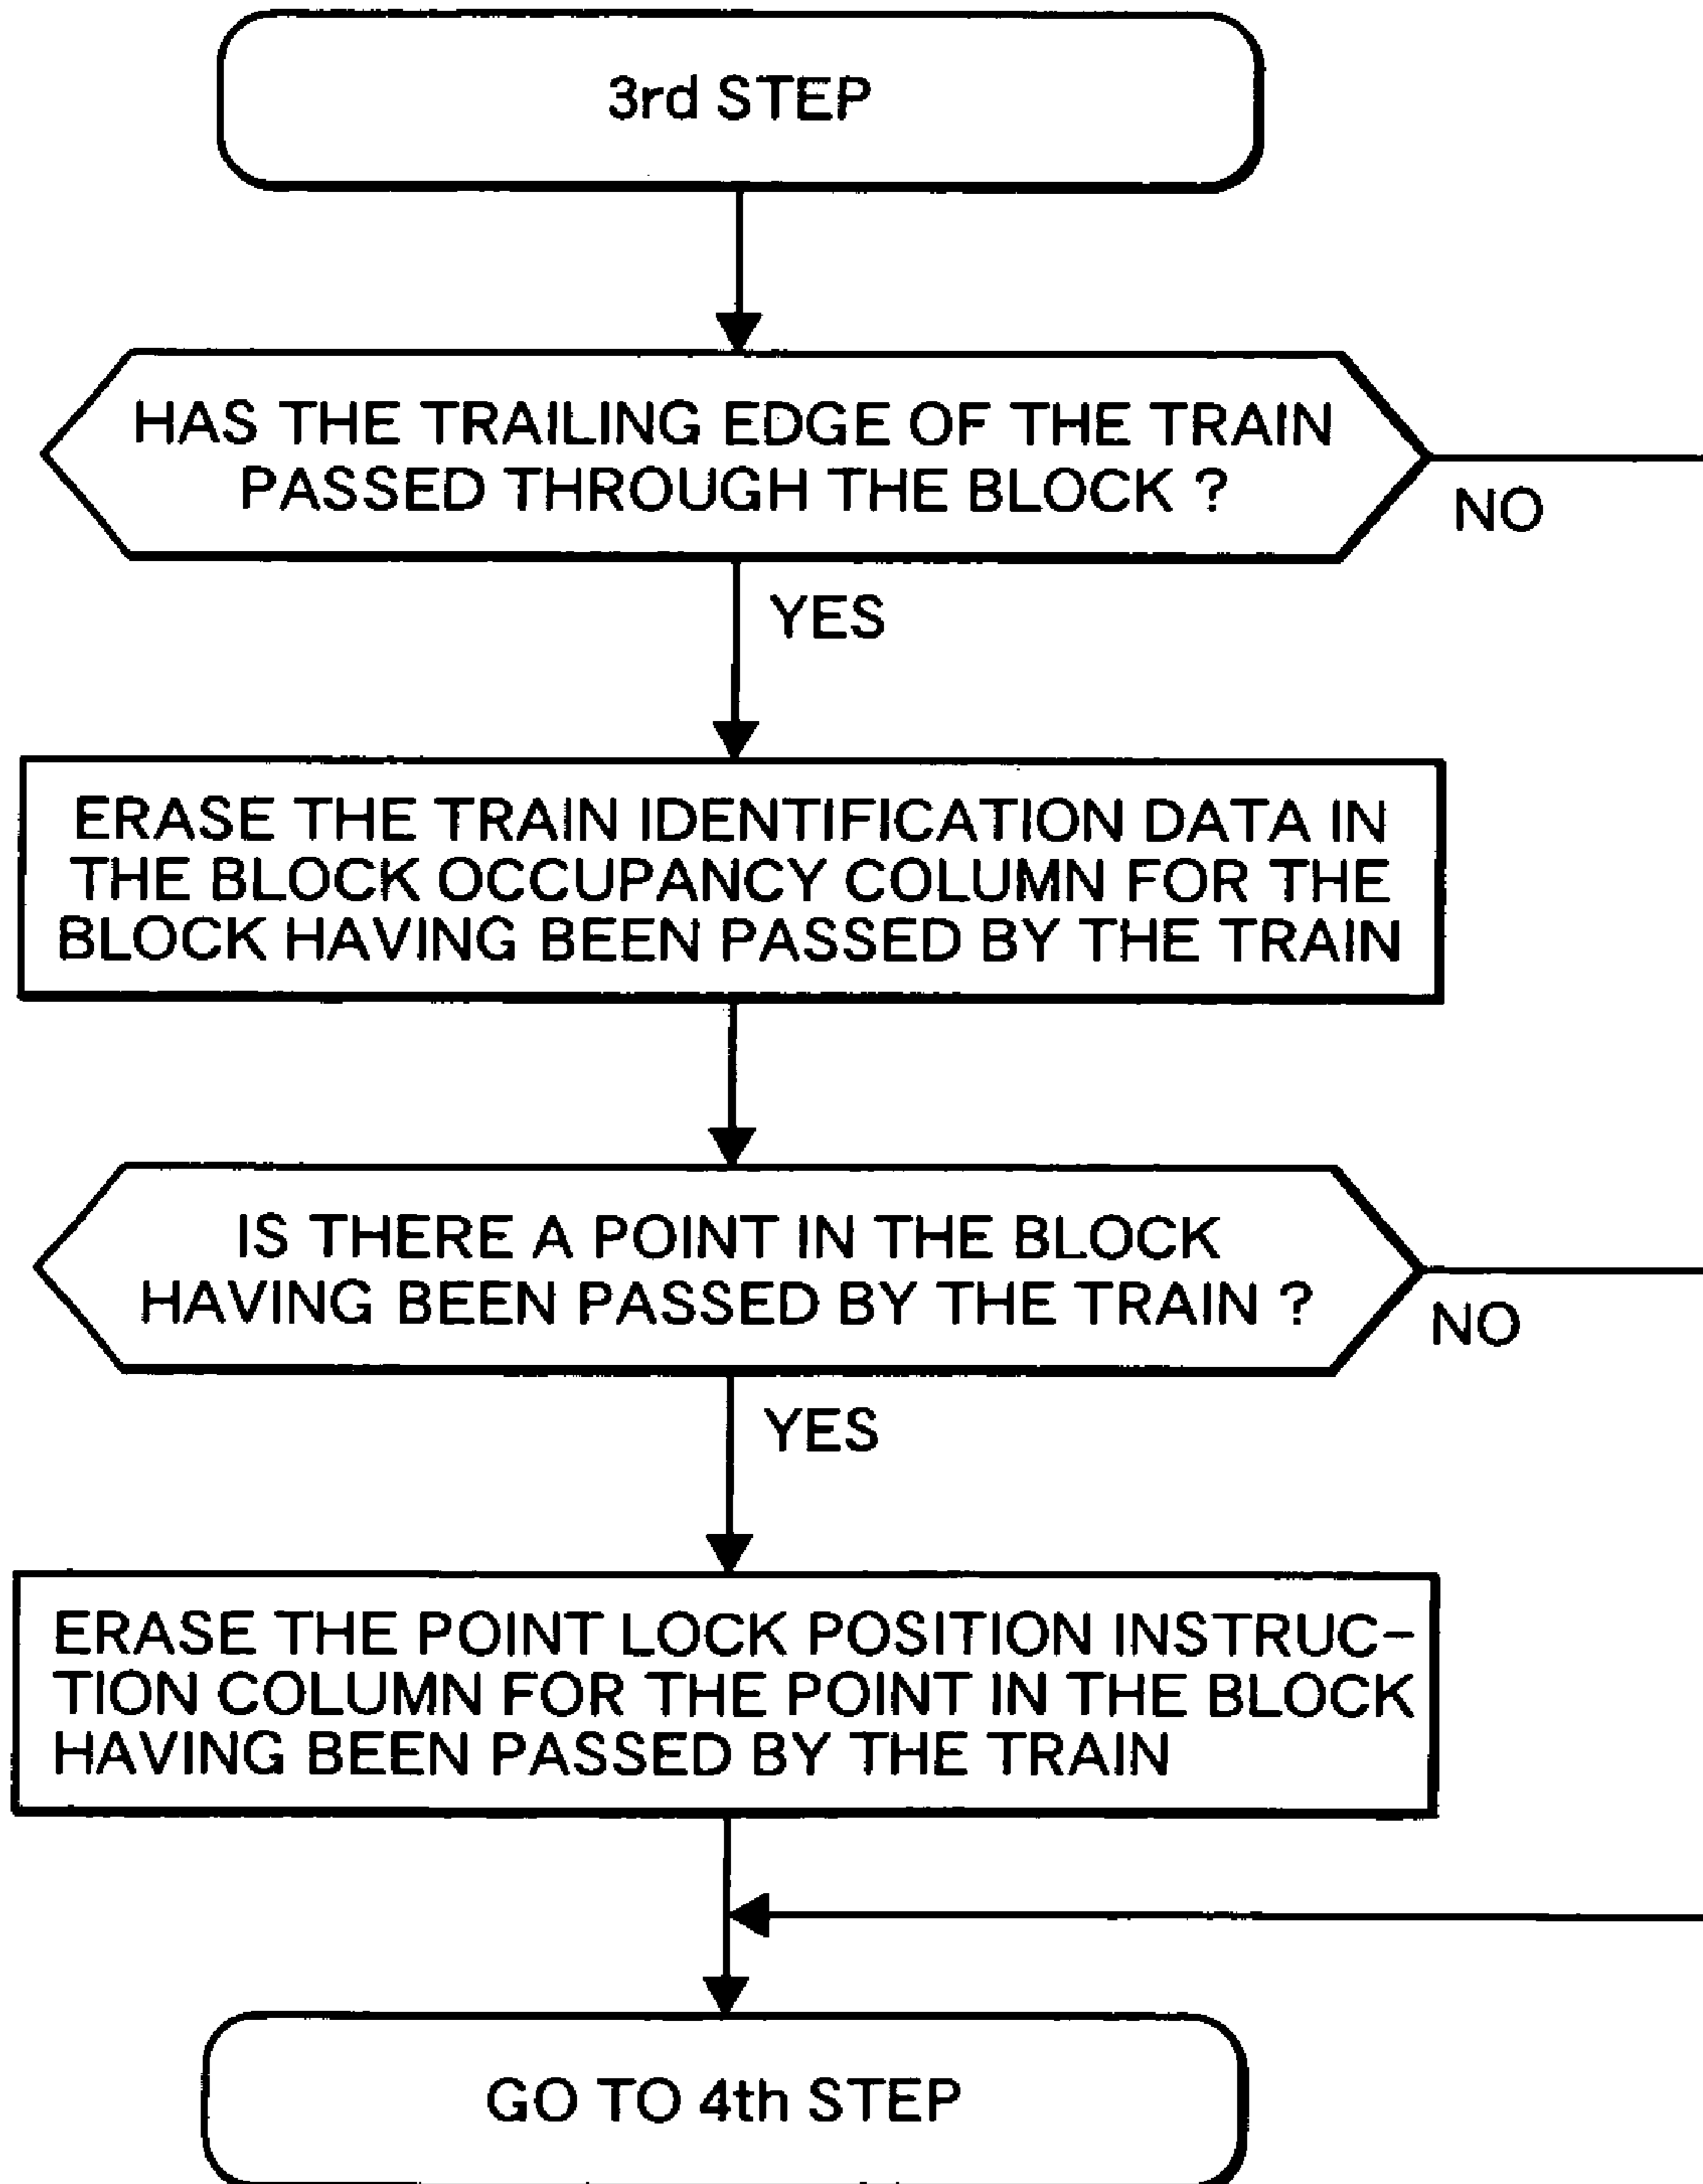 3rd STEP
HAS THE TRAILING EDGE OF THE TRAIN
PASSED THROUGH THE BLOCK ?
NO
YES
ERASE THE TRAIN IDENTIFICATION DATA IN
THE BLOCK OCCUPANCY COLUMN FOR THE
BLOCK HAVING BEEN PASSED BY THE TRAIN
IS THERE A POINT IN THE BLOCK
HAVING BEEN PASSED BY THE TRAIN ?
NO
YES
ERASE THE POINT LOCK POSITION INSTRUC-
TION COLUMN FOR THE POINT IN THE BLOCK
HAVING BEEN PASSED BY THE TRAIN
GO TO 4th STEP